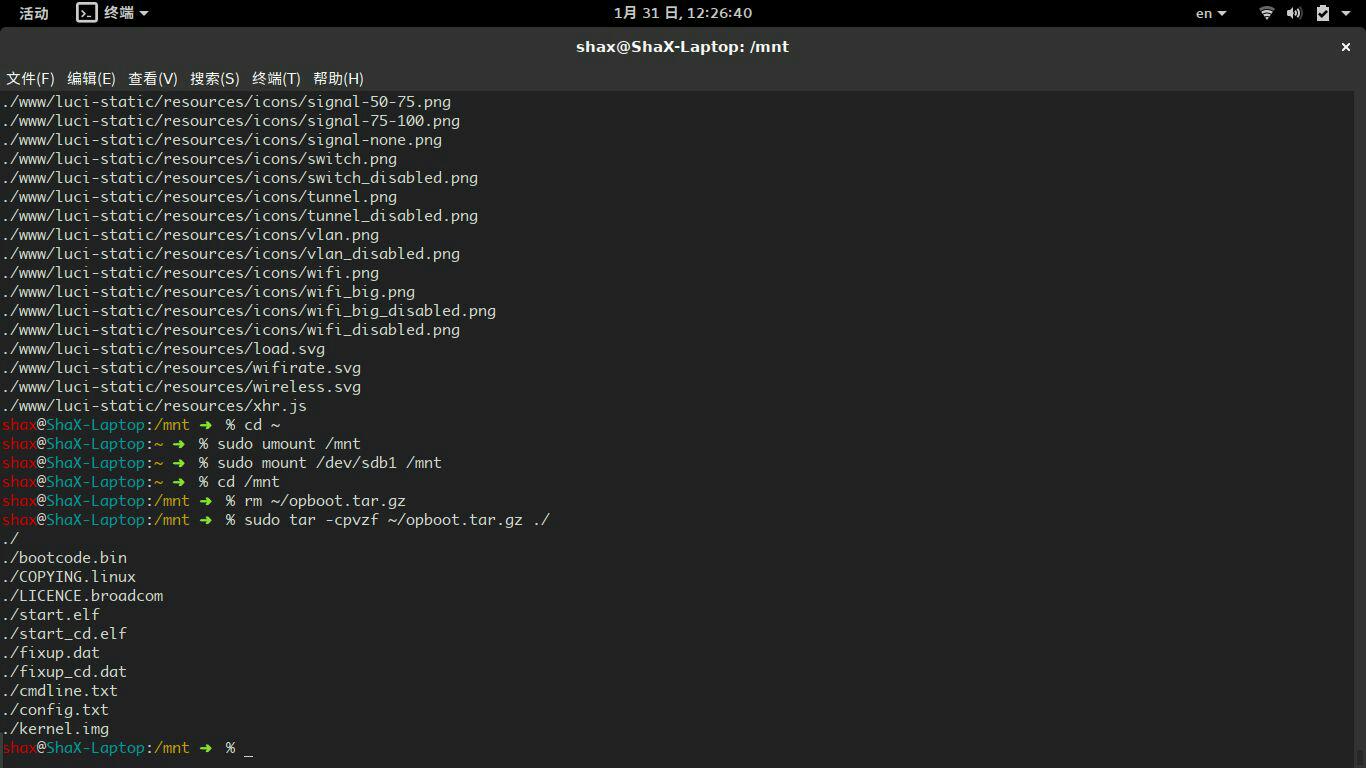 活动 终端 1月 31 日, 12:26:40 en
shax@ShaX-Laptop: /mnt ×
文件(F) 编辑(E) 查看(V) 搜索(S) 终端(T) 帮助(H)
./www/luci-static/resources/icons/signal-50-75.png
./www/luci-static/resources/icons/signal-75-100.png
./www/luci-static/resources/icons/signal-none.png
./www/luci-static/resources/icons/switch.png
./www/luci-static/resources/icons/switch_disabled.png
./www/luci-static/resources/icons/tunnel.png
./www/luci-static/resources/icons/tunnel_disabled.png
./www/luci-static/resources/icons/vlan.png
./www/luci-static/resources/icons/vlan_disabled.png
./www/luci-static/resources/icons/wifi.png
./www/luci-static/resources/icons/wifi_big.png
./www/luci-static/resources/icons/wifi_big_disabled.png
./www/luci-static/resources/icons/wifi_disabled.png
./www/luci-static/resources/load.svg
./www/luci-static/resources/wifirate.svg
./www/luci-static/resources/wireless.svg
./www/luci-static/resources/xhr.js
shax@ShaX-Laptop:/mnt ➜ % cd ~
shax@ShaX-Laptop:~ ➜ % sudo umount /mnt
shax@ShaX-Laptop:~ ➜ % sudo mount /dev/sdb1 /mnt
shax@ShaX-Laptop:~ ➜ % cd /mnt
shax@ShaX-Laptop:/mnt ➜ % rm ~/opboot.tar.gz
shax@ShaX-Laptop:/mnt ➜ % sudo tar -cpvzf ~/opboot.tar.gz ./
./
./bootcode.bin
./COPYING.linux
./LICENCE.broadcom
./start.elf
./start_cd.elf
./fixup.dat
./fixup_cd.dat
./cmdline.txt
./config.txt
./kernel.img
shax@ShaX-Laptop:/mnt ➜ % _